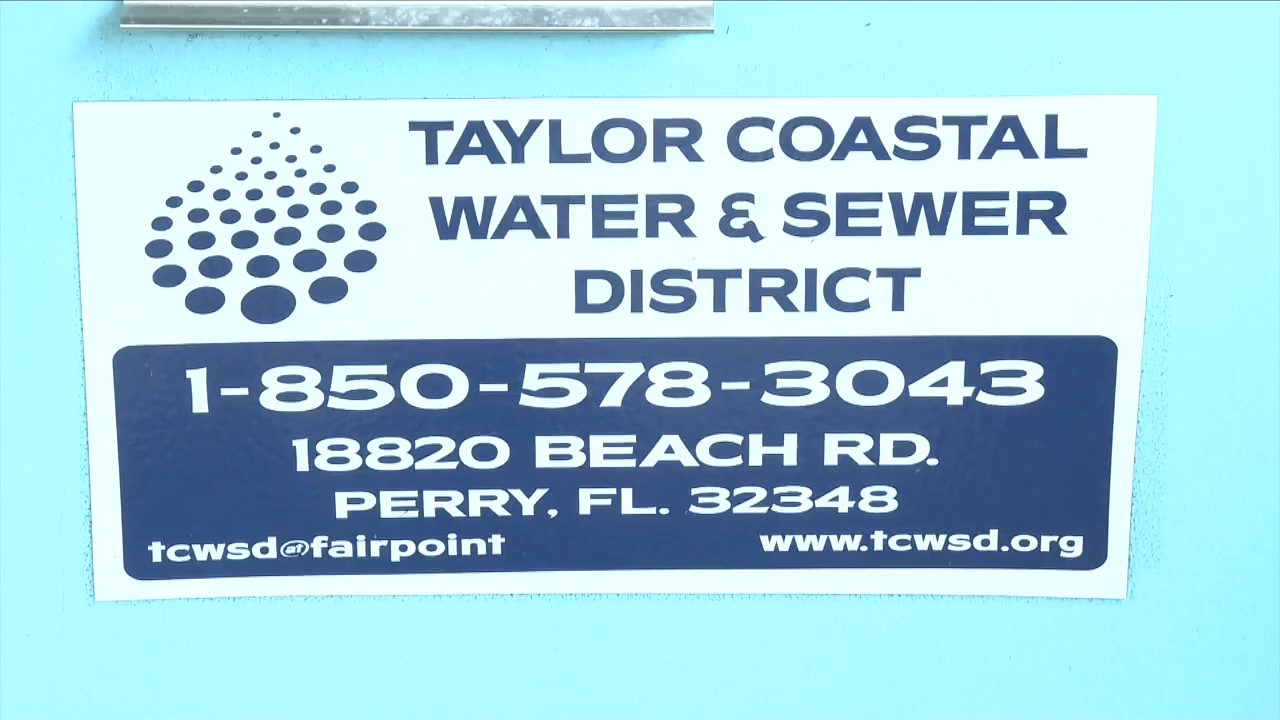 TAYLOR COASTAL
WATER & SEWER
DISTRICT
1-850-578-3043
18820 BEACH RD.
PERRY, FL. 32348
tcwsd@fairpoint
www.tcwsd.org